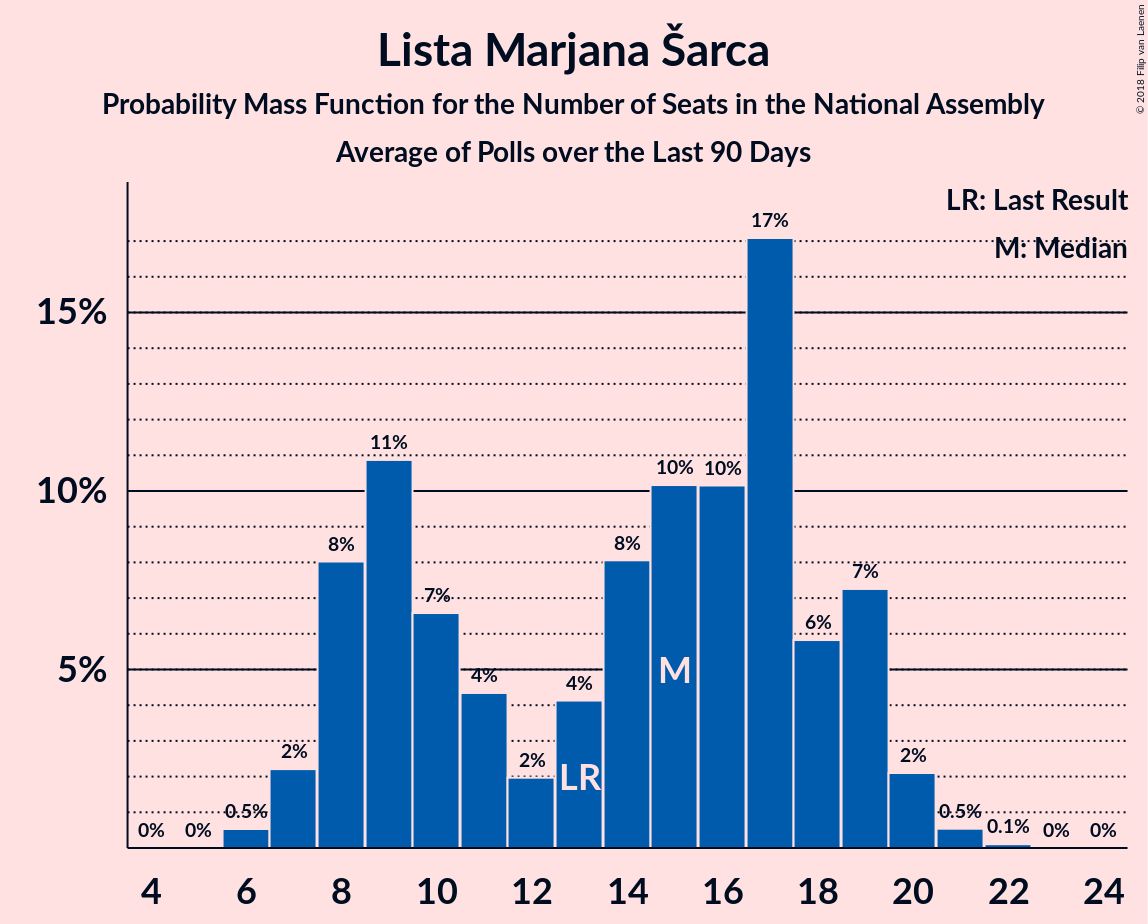 Lista Marjana Šarca
Probability Mass Function for the Number of Seats in the National Assembly
Average of Polls over the Last 90 Days
© 2018 Filip van Laenen
LR: Last Result
M: Median
15%
10%
5%
0%
0%
0.5%
2%
8%
11%
7%
4%
2%
4%
8%
10%
10%
17%
6%
7%
2%
0.5%
0.1%
0%
0%
M
LR
4 6 8 10 12 14 16 18 20 22 24